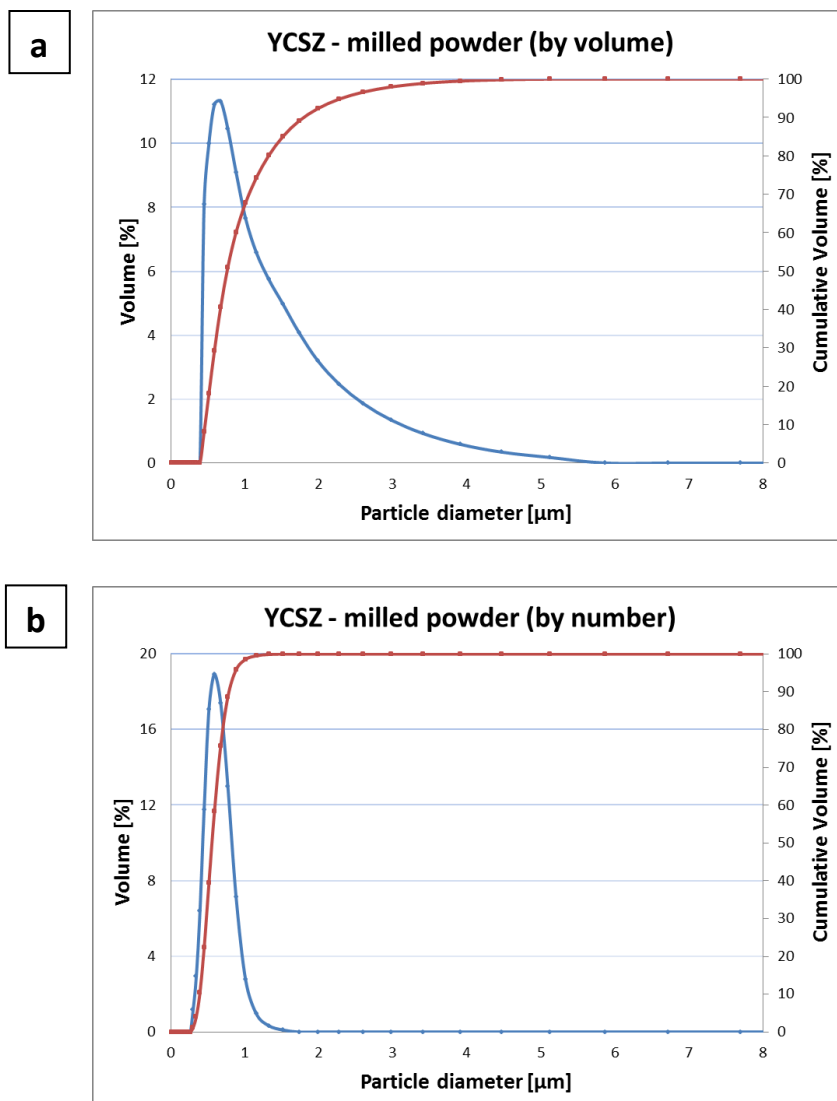 a
YCSZ - milled powder (by volume)
12
10
8
6
4
2
0
Volume [%]
100
90
80
70
60
50
40
30
20
10
0
Cumulative Volume [%]
0 1 2 3 4 5 6 7 8
Particle diameter [µm]
b
YCSZ - milled powder (by number)
20
16
12
8
4
0
Volume [%]
100
90
80
70
60
50
40
30
20
10
0
Cumulative Volume [%]
0 1 2 3 4 5 6 7 8
Particle diameter [µm]